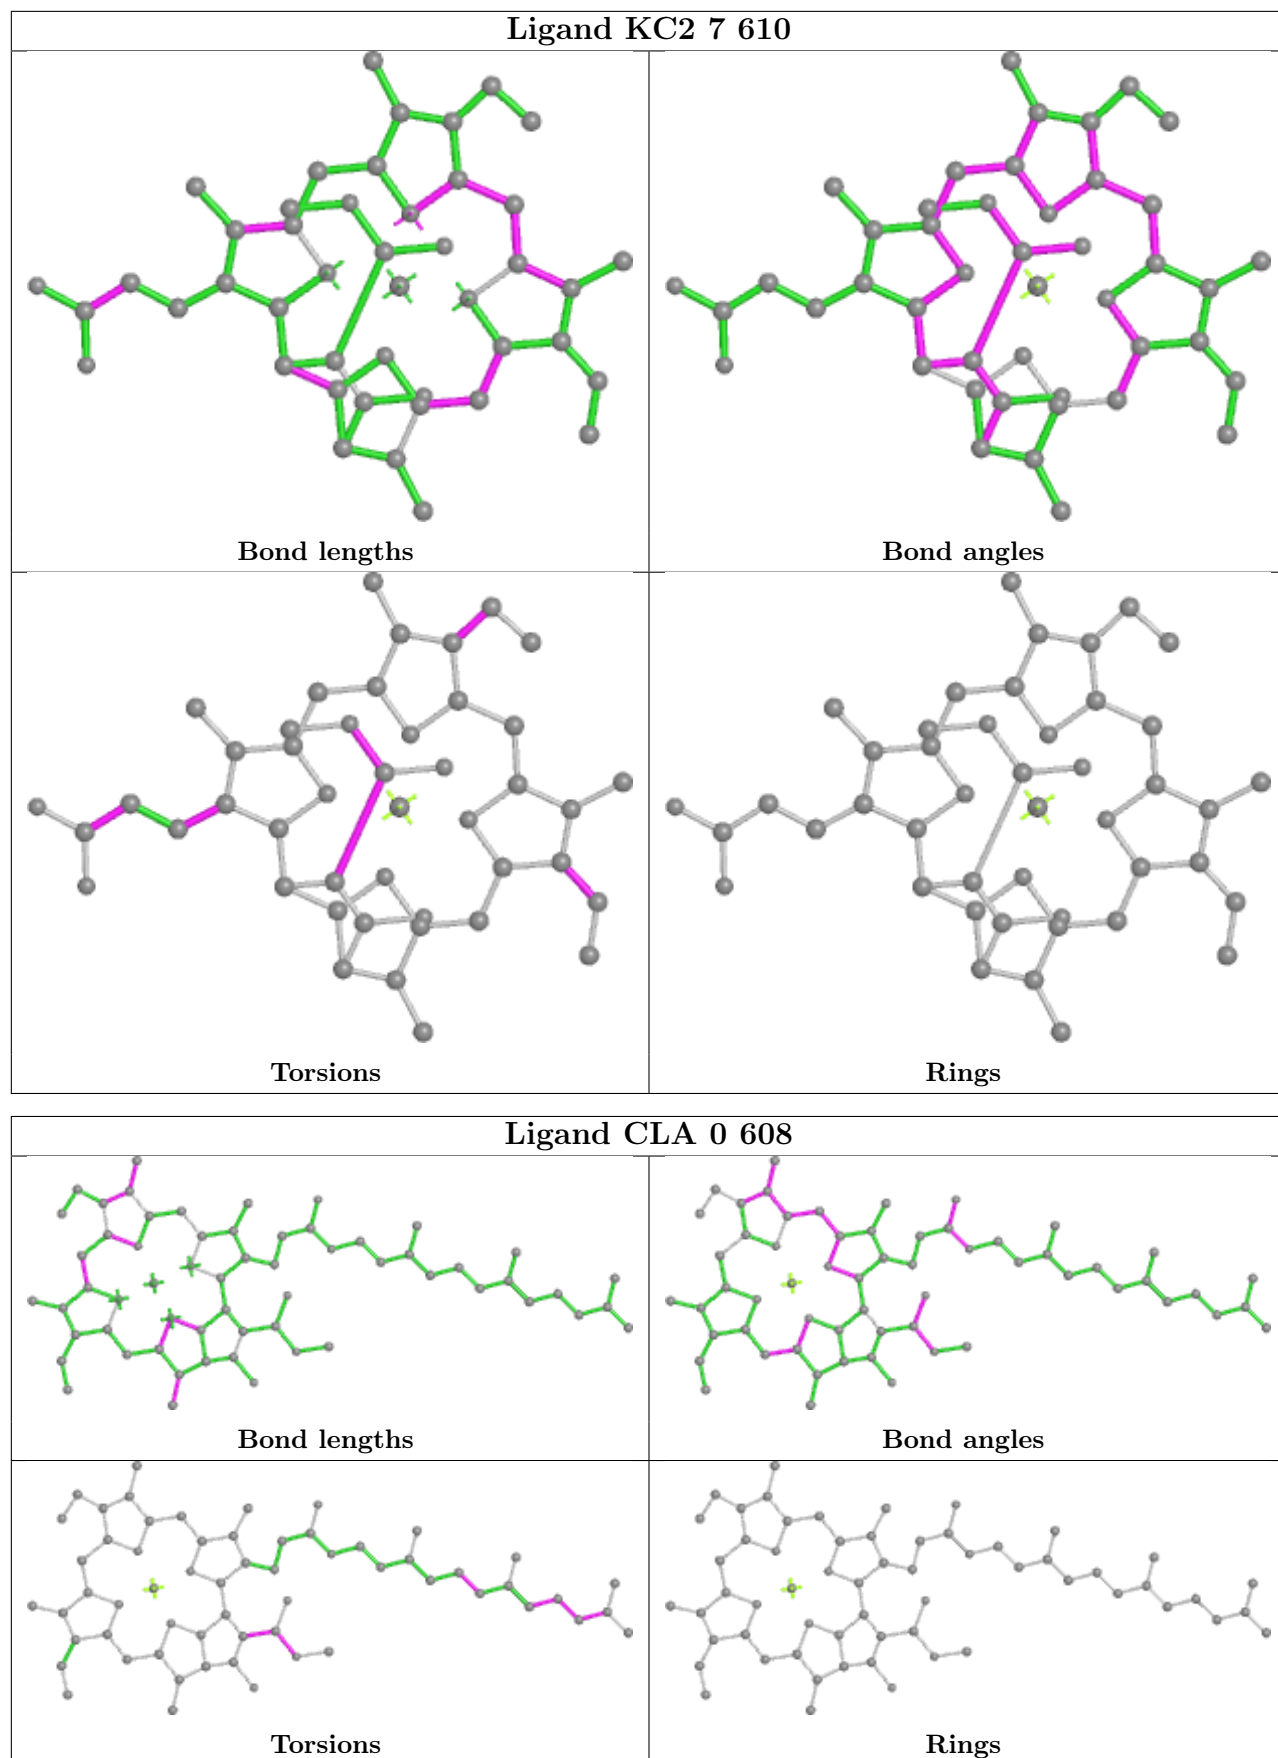 Ligand KC2 7 610
Bond lengths
Bond angles
Torsions
Rings
Ligand CLA 0 608
Bond lengths
Bond angles
Torsions
Rings